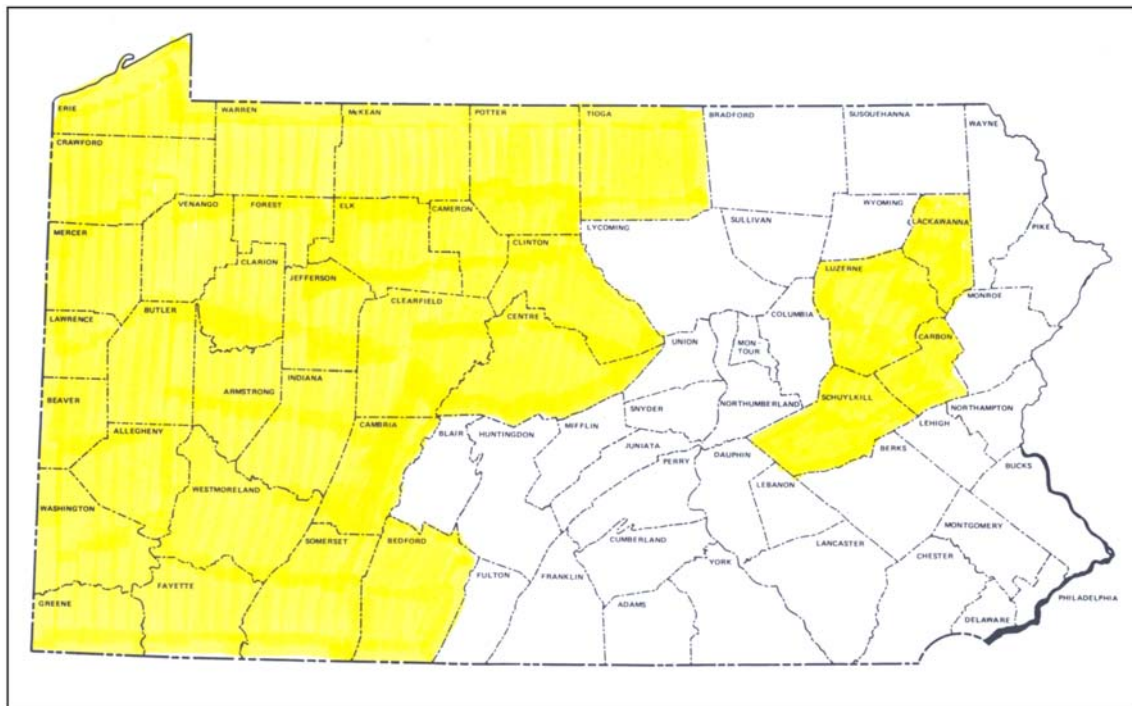 ERIE
WARREN
McKEAN
POTTER
TIOGA
BRADFORD
SUSQUEHANNA
WAYNE
CRAWFORD
VENANGO
FOREST
ELK
CAMERON
WYOMING
LACKAWANNA
SULLIVAN
LYCOMING
PIKE
MERCER
CLINTON
CLARION
JEFFERSON
LUZERNE
CLEARFIELD
MONROE
BUTLER
LAWRENCE
CENTRE
COLUMBIA
CARBON
UNION
MON-
TOUR
ARMSTRONG
INDIANA
SCHUYLKILL
BEAVER
NORTHUMBERLAND
NORTHAMPTON
SNYDER
ALLEGHENY
CAMBRIA
BLAIR
HUNTINGDON
MIFFLIN
LEHIGH
JUNIATA
BERKS
DAUPHIN
PERRY
BUCKS
LEBANON
WESTMORELAND
WASHINGTON
MONTGOMERY
SOMERSET
BEDFORD
CUMBERLAND
LANCASTER
CHESTER
YORK
FULTON
FRANKLIN
FAYETTE
PHILADELPHIA
GREENE
ADAMS
DELAWARE